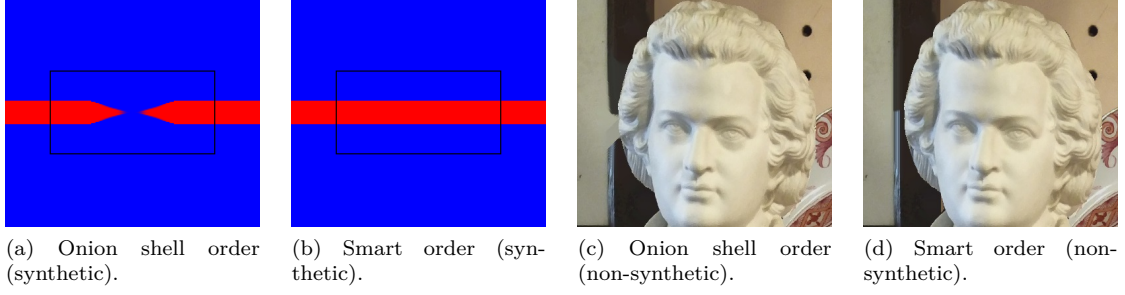 (a) Onion shell order
(synthetic).
(b) Smart order (syn-
thetic).
(c) Onion shell order
(non-synthetic).
(d) Smart order (non-
synthetic).